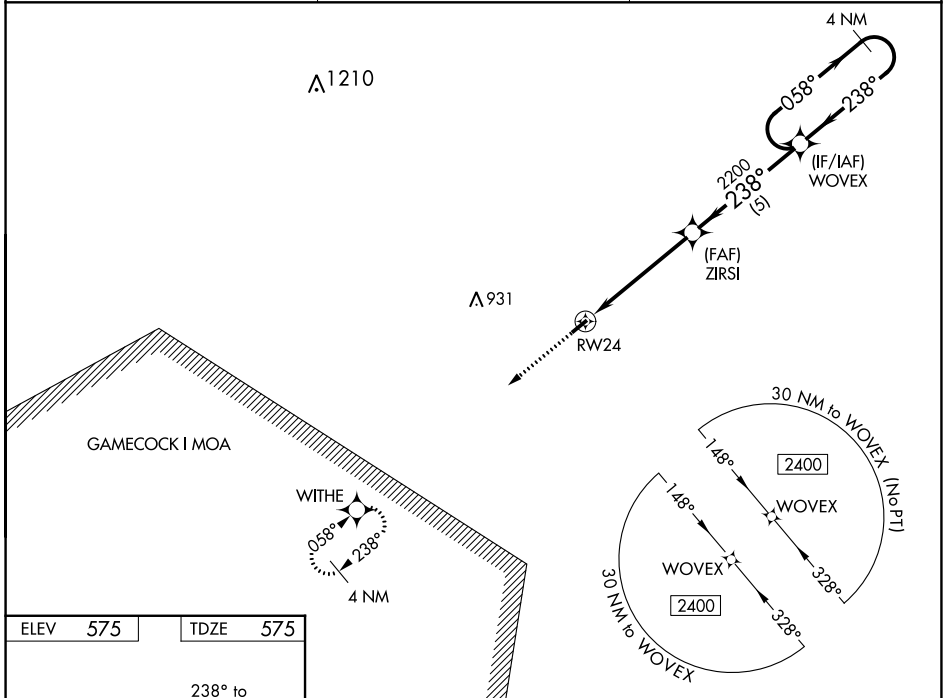 4 NM
1210
058°
238°
(IF/IAF)
WOVEX
2200
238°
(5)
(FAF)
ZIRSI
931
RW24
GAMECOCK I MOA
WITHE
058°
238°
4 NM
30 NM to WOVEX (NoPT)
148°
2400
WOVEX
328°
148°
WOVEX
2400
328°
30 NM to WOVEX
ELEV 575
TDZE 575
238° to